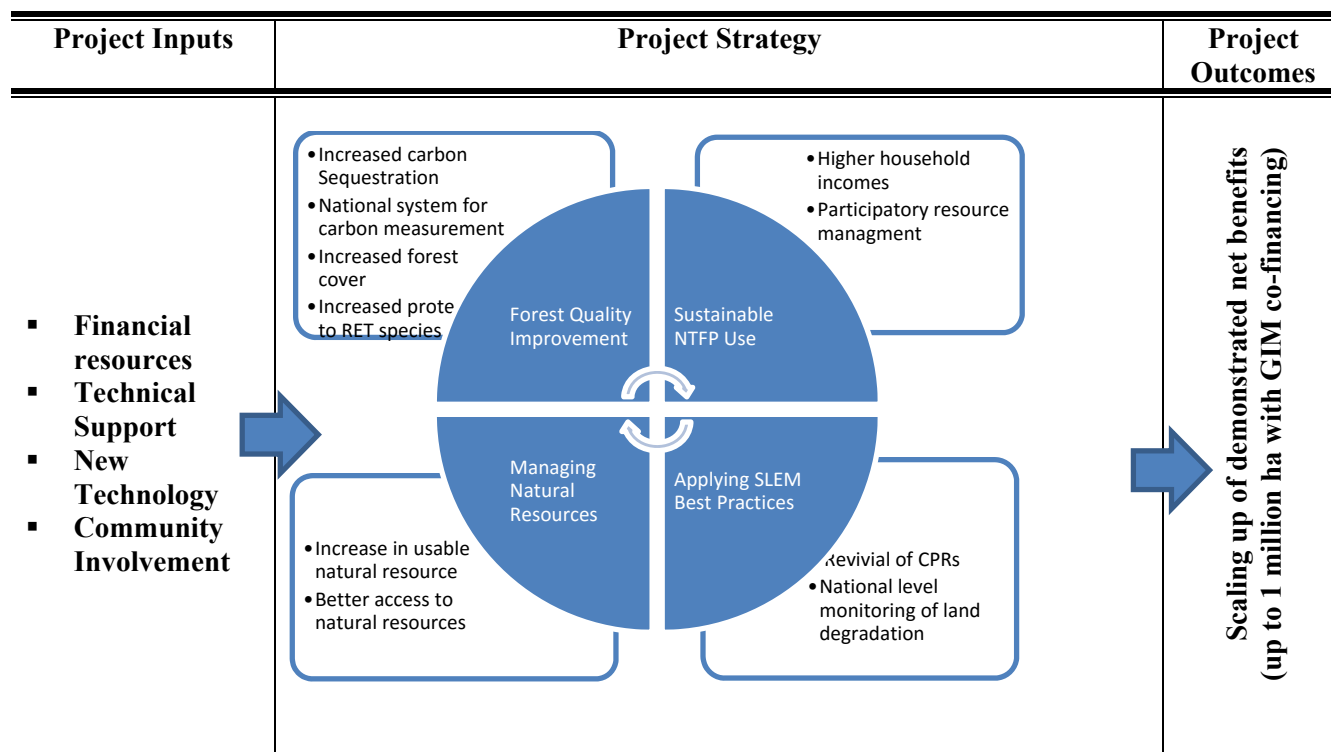 Project Inputs
Project Strategy
Project
Outcomes
▪ Financial
resources
▪ Technical
Support
▪ New
Technology
▪ Community
Involvement
•Increased carbon
Sequestration
•National system for
carbon measurement
•Increased forest
cover
•Increased prote
to RET species
•Higher household
incomes
•Participatory resource
managment
Forest Quality
Improvement
Sustainable
NTFP Use
Managing
Natural
Resources
Applying SLEM
Best Practices
•Increase in usable
natural resource
•Better access to
natural resources
Revivial of CPRs
•National level
monitoring of land
degradation
Scaling up of demonstrated net benefits
(up to 1 million ha with GIM co-financing)